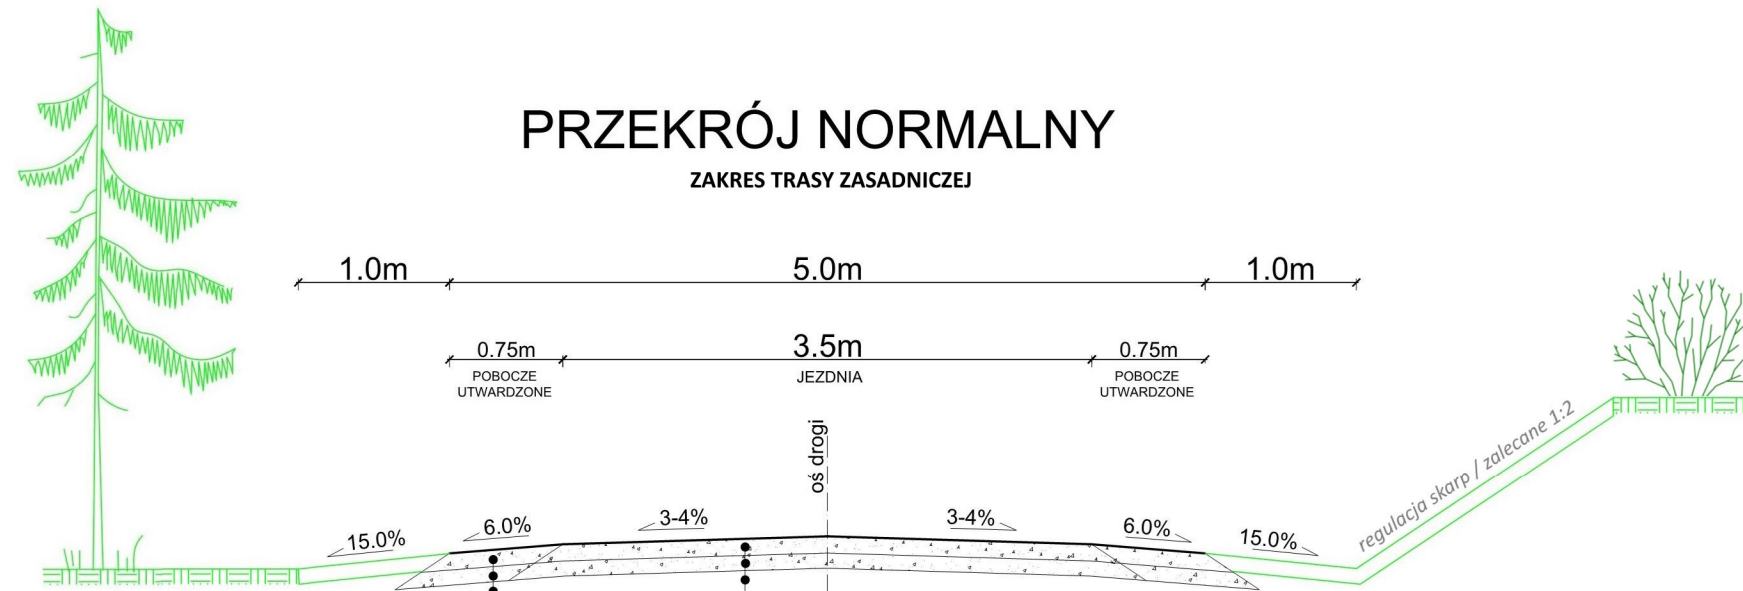 PRZEKRÓJ NORMALNY
ZAKRES TRASY ZASADNICZEJ
1.0m 5.0m 1.0m
0.75m 3.5m 0.75m
POBOCZE JEZDNIA POBOCZE
UTWARDZONE UTWARDZONE
oś drogi
regulacja skarp / zalecane 1:2
15.0% 6.0% 3-4% 3-4% 6.0% 15.0%